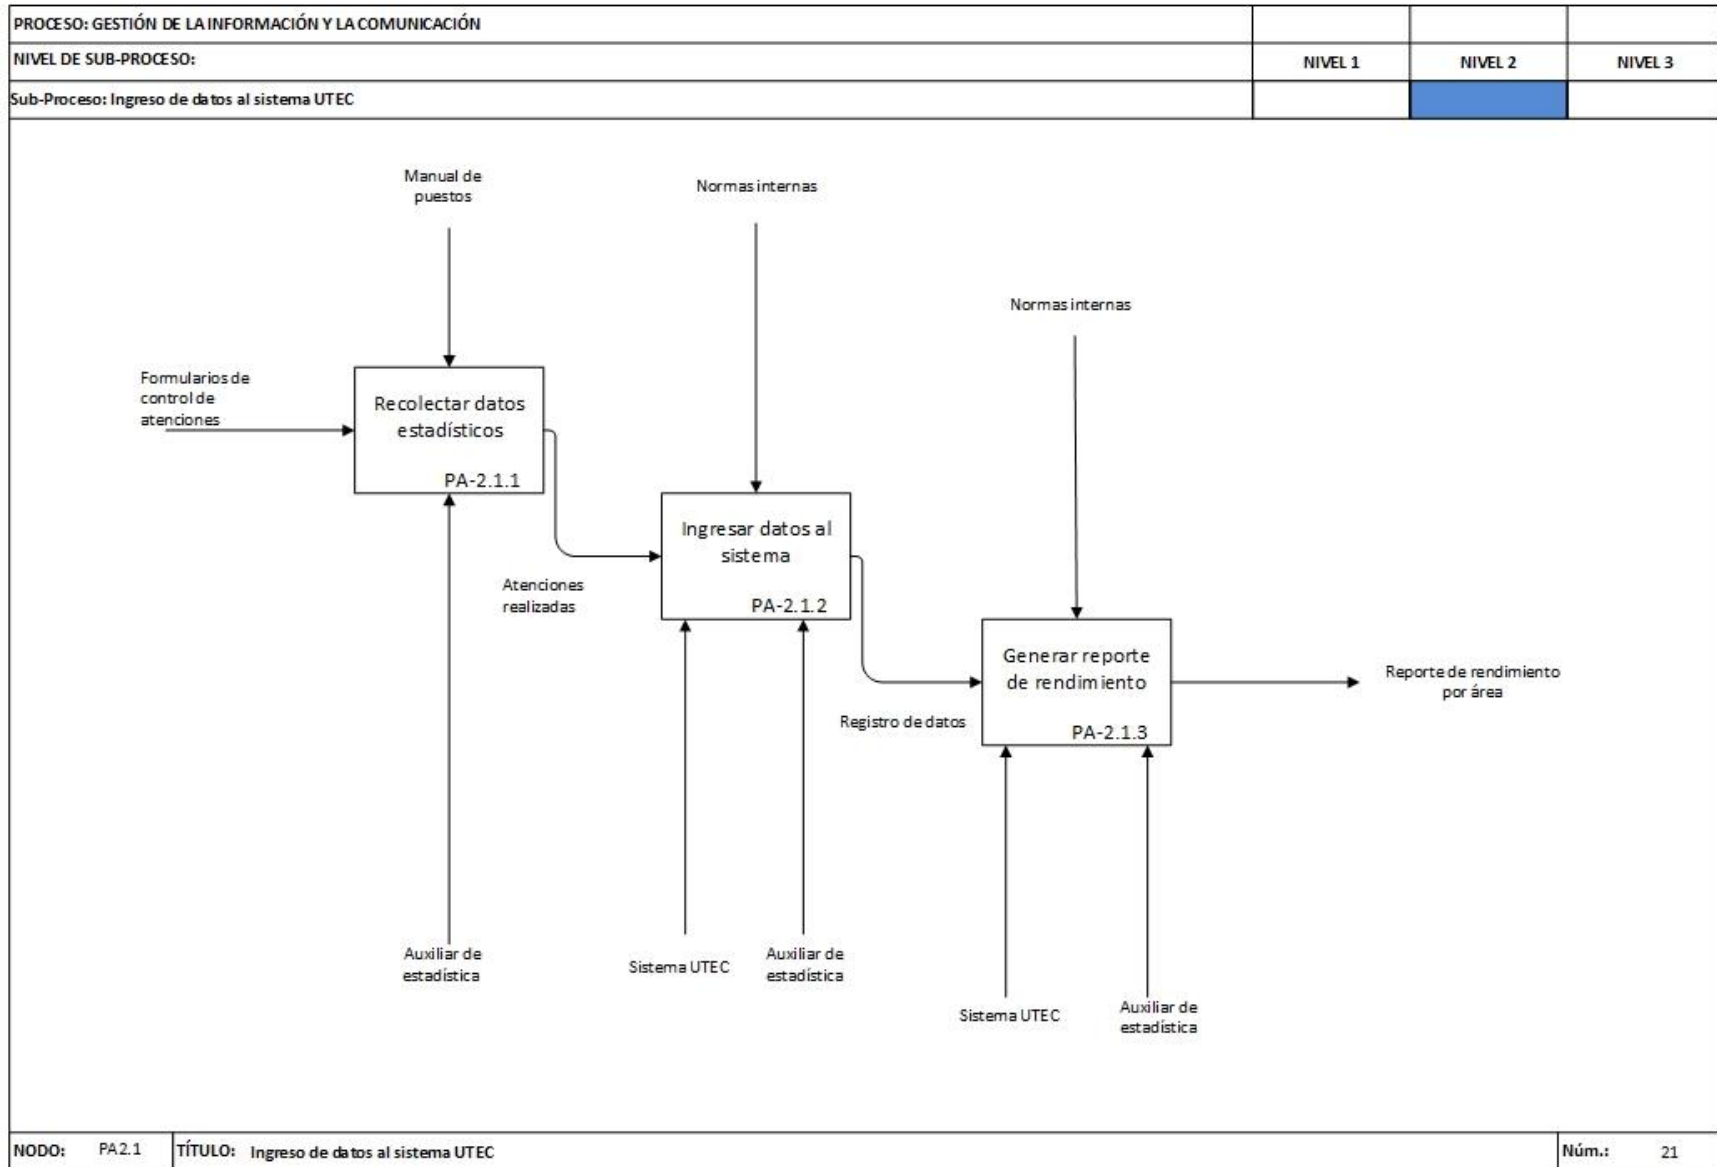 PROCESO: GESTIÓN DE LA INFORMACIÓN Y LA COMUNICACIÓN
NIVEL DE SUB-PROCESO:
NIVEL 1
NIVEL 2
NIVEL 3
Sub-Proceso: Ingreso de datos al sistema UTEC
Manual de
puestos
Normas internas
Normas internas
Formularios de
control de
atenciones
Recolectar datos
estadísticos
PA-2.1.1
Ingresar datos al
sistema
PA-2.1.2
Atenciones
realizadas
Generar reporte
de rendimiento
PA-2.1.3
Registro de datos
Reporte de rendimiento
por área
Auxiliar de
estadística
Sistema UTEC
Auxiliar de
estadística
Sistema UTEC
Auxiliar de
estadística
NODO: PA2.1 TÍTULO: Ingreso de datos al sistema UTEC Núm.: 21